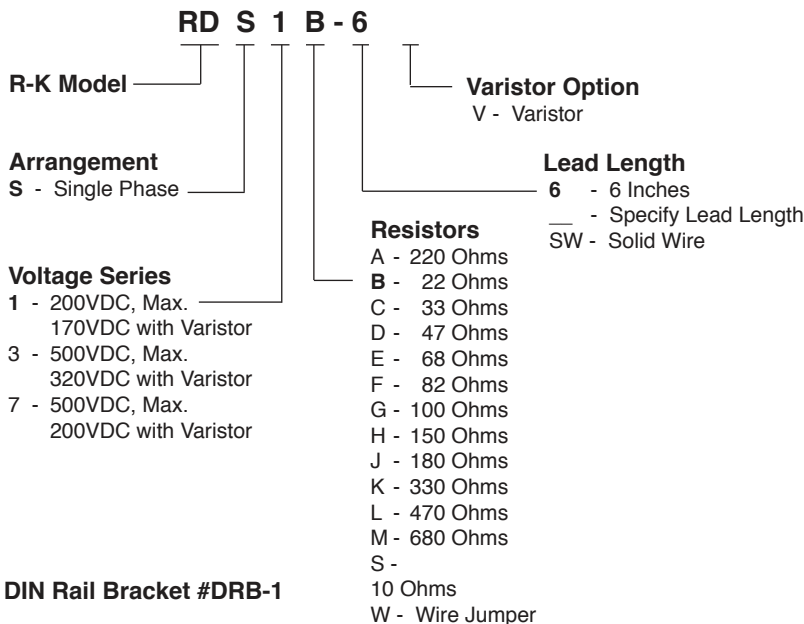 RD S 1 B - 6
R-K Model
Varistor Option
V - Varistor
Arrangement
S - Single Phase
Lead Length
6 - 6 Inches
__ - Specify Lead Length
SW - Solid Wire
Voltage Series
1 - 200VDC, Max.
170VDC with Varistor
3 - 500VDC, Max.
320VDC with Varistor
7 - 500VDC, Max.
200VDC with Varistor
Resistors
A - 220 Ohms
B - 22 Ohms
C - 33 Ohms
D - 47 Ohms
E - 68 Ohms
F - 82 Ohms
G - 100 Ohms
H - 150 Ohms
J - 180 Ohms
K - 330 Ohms
L - 470 Ohms
M - 680 Ohms
S -
10 Ohms
W - Wire Jumper
DIN Rail Bracket #DRB-1